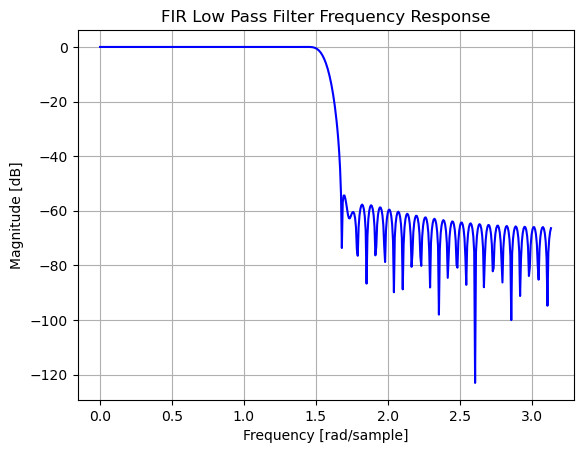 FIR Low Pass Filter Frequency Response
0
−20
−40
−60
−80
−100
−120
Magnitude [dB]
0.0 0.5 1.0 1.5 2.0 2.5 3.0
Frequency [rad/sample]